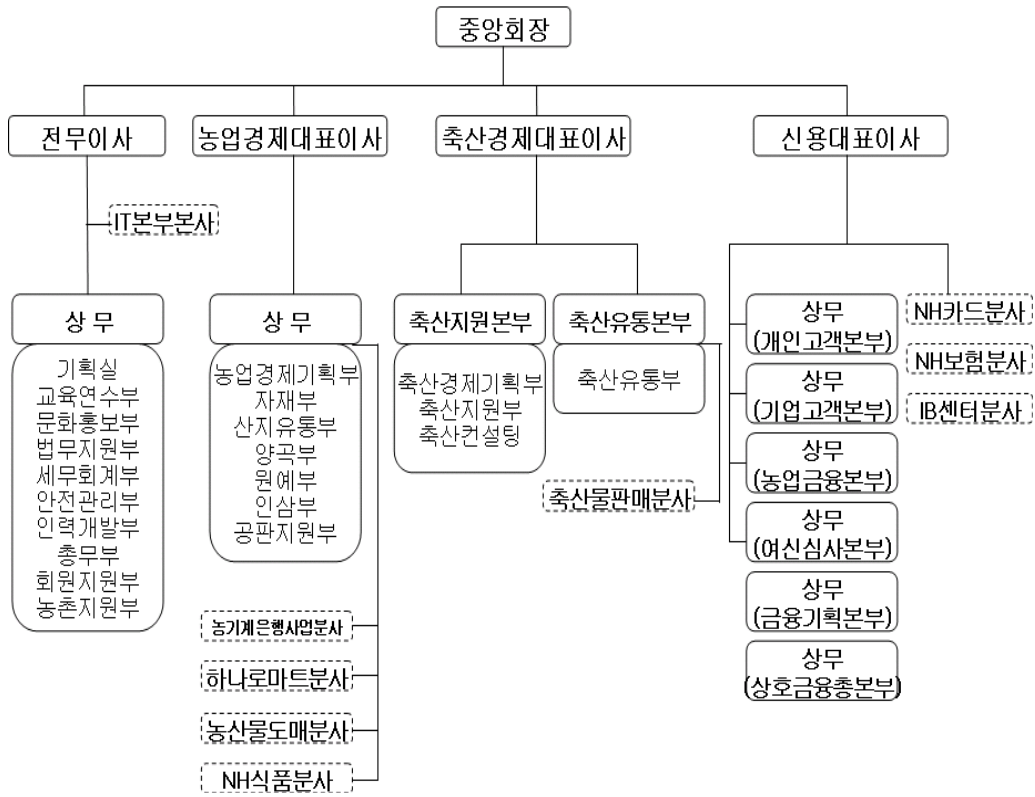 중앙회장
전무이사
농업경제대표이사
축산경제대표이사
신용대표이사
IT본부본사
상 무
기획실
교육연수부
문화홍보부
법무지원부
세무회계부
안전관리부
인력개발부
총무부
회원지원부
농촌지원부
상 무
농업경제기획부
자재부
산지유통부
양곡부
원예부
인삼부
공판지원부
농기계은행사업분사
하나로마트분사
농산물도매분사
NH식품분사
축산지원본부
축산경제기획부
축산지원부
축산컨설팅
축산유통본부
축산유통부
축산물판매분사
상무
(개인고객본부)
상무
(기업고객본부)
상무
(농업금융본부)
상무
(여신심사본부)
상무
(금융기획본부)
상무
(상호금융총본부)
NH카드분사
NH보험분사
IB센터분사